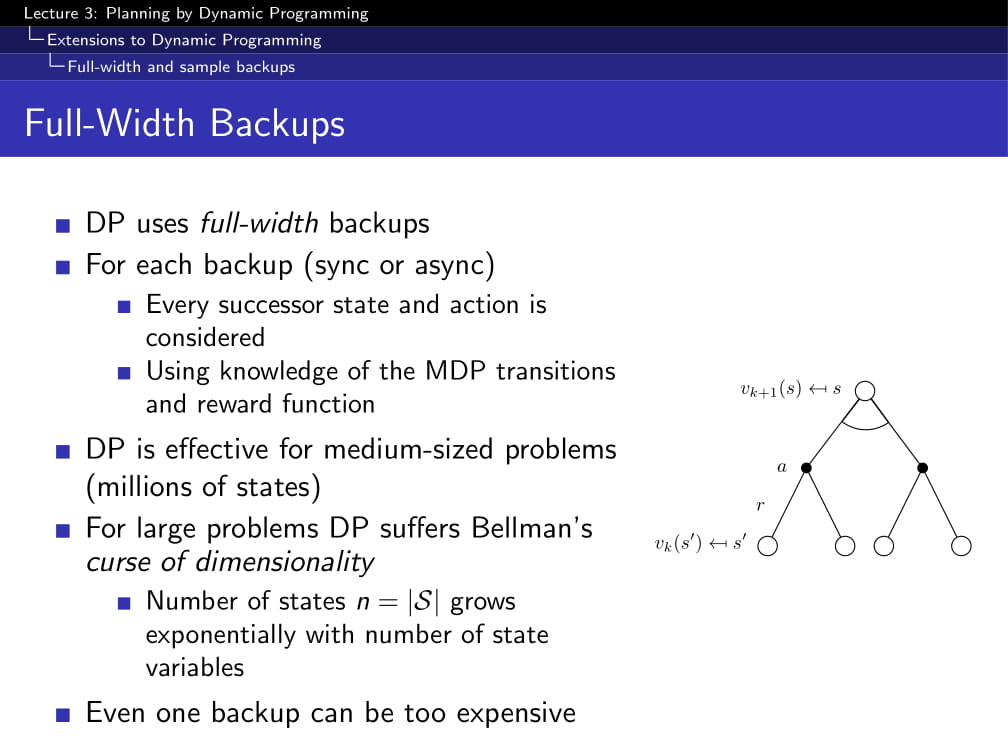 Lecture 3: Planning by Dynamic Programming
Extensions to Dynamic Programming
Full-width and sample backups
Full-Width Backups
DP uses full-width backups
For each backup (sync or async)
Every successor state and action is
considered
Using knowledge of the MDP transitions
and reward function
DP is effective for medium-sized problems
(millions of states)
For large problems DP suffers Bellman's
curse of dimensionality
Number of states n = |S| grows
exponentially with number of state
variables
Even one backup can be too expensive
v_{k+1}(s) ↤ s
a
r
v_k(s′) ↤ s′